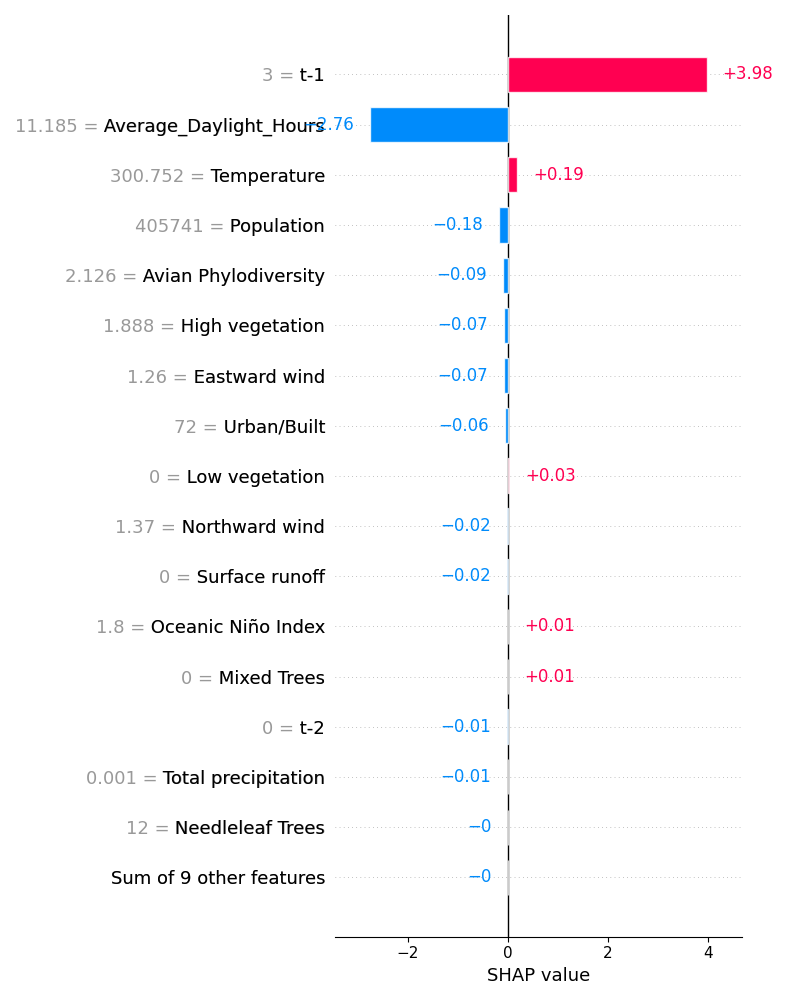 3 = t-1 +3.98
11.185 = Average_Daylight_Hours −2.76
300.752 = Temperature +0.19
405741 = Population −0.18
2.126 = Avian Phylodiversity −0.09
1.888 = High vegetation −0.07
1.26 = Eastward wind −0.07
72 = Urban/Built −0.06
0 = Low vegetation +0.03
1.37 = Northward wind −0.02
0 = Surface runoff −0.02
1.8 = Oceanic Niño Index +0.01
0 = Mixed Trees +0.01
0 = t-2 −0.01
0.001 = Total precipitation −0.01
12 = Needleleaf Trees −0
Sum of 9 other features −0
−2 0 2 4
SHAP value